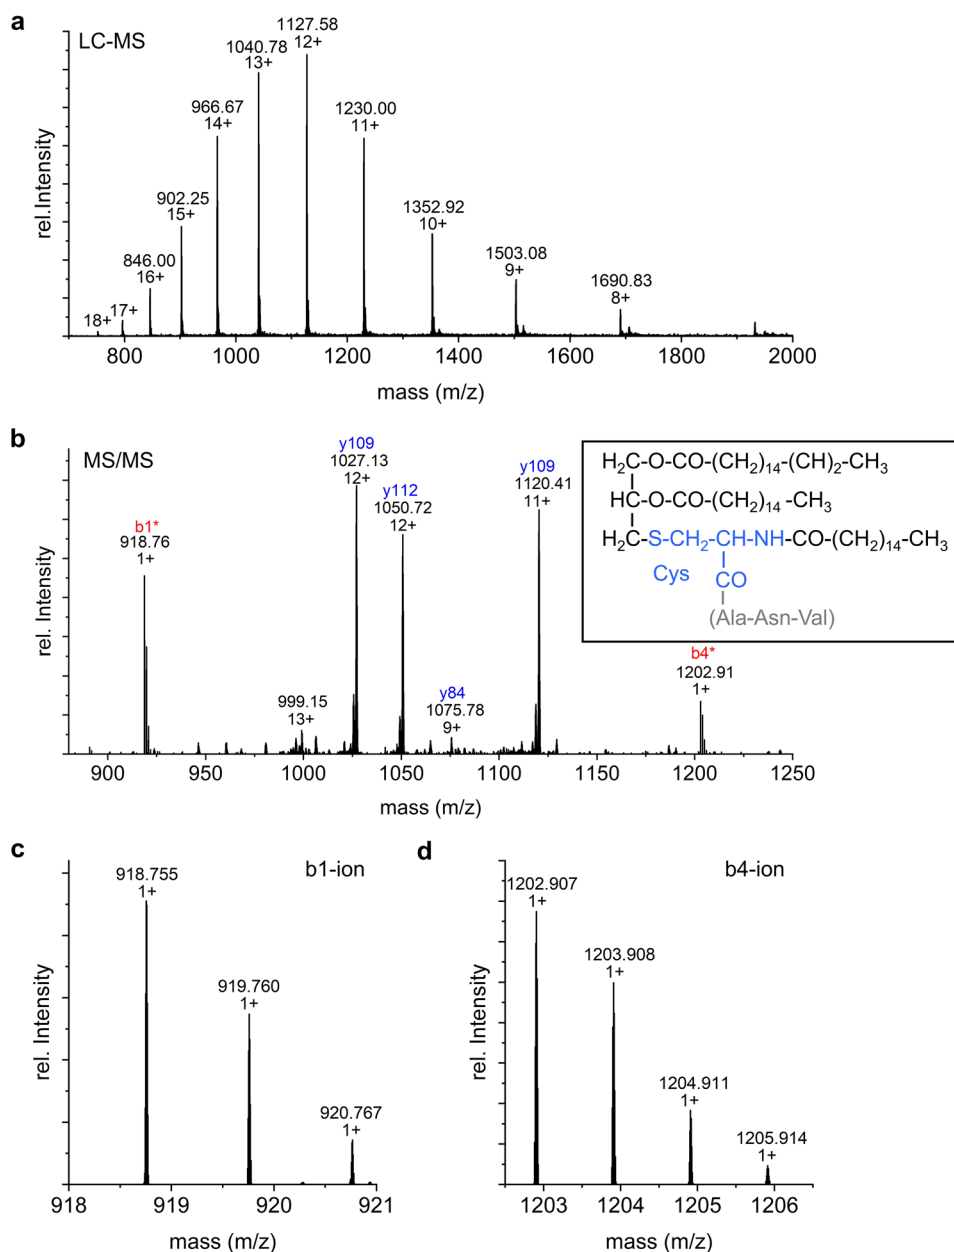 a
LC-MS
rel.Intensity
18+
17+
846.00
16+
902.25
15+
966.67
14+
1040.78
13+
1127.58
12+
1230.00
11+
1352.92
10+
1503.08
9+
1690.83
8+
800 1000 1200 1400 1600 1800 2000
mass (m/z)
b
MS/MS
rel. Intensity
b1*
918.76
1+
999.15
13+
y109
1027.13
12+
y112
1050.72
12+
y84
1075.78
9+
y109
1120.41
11+
b4*
1202.91
1+
H₂C-O-CO-(CH₂)₁₄-(CH)₂-CH₃
H-C-O-CO-(CH₂)₁₄-CH₃
H₂C-S-CH₂-CH-NH-CO-(CH₂)₁₄-CH₃
Cys
CO
(Ala-Asn-Val)
900 950 1000 1050 1100 1150 1200 1250
mass (m/z)
c
b1-ion
rel. Intensity
918.755
1+
919.760
1+
920.767
1+
918 919 920 921
mass (m/z)
d
b4-ion
rel. Intensity
1202.907
1+
1203.908
1+
1204.911
1+
1205.914
1+
1203 1204 1205 1206
mass (m/z)